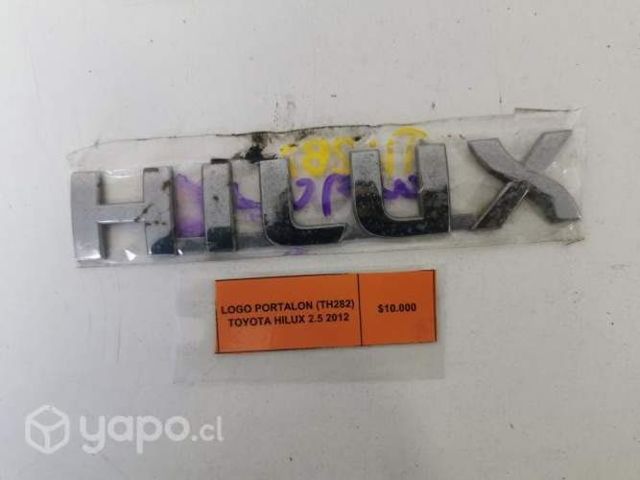 HILUX
LOGO PORTALON (TH282)
TOYOTA HILUX 2.5 2012
$10.000
yapo.cl